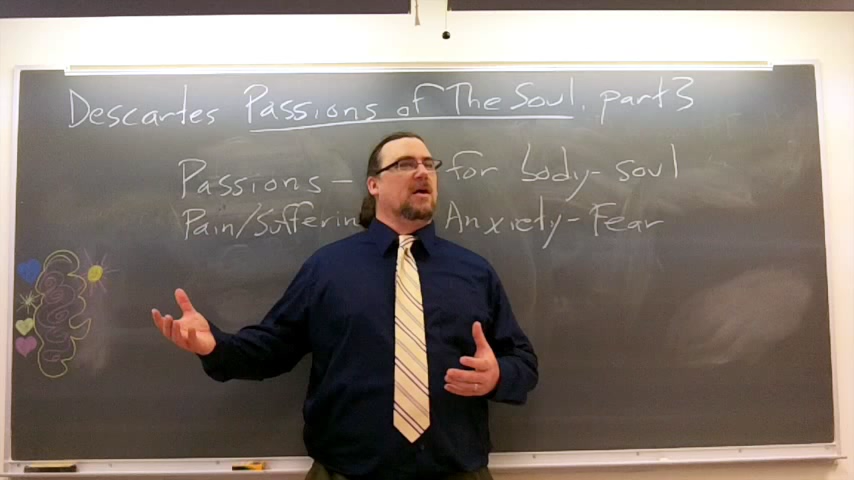 Descartes Passions of The Soul, part 3
Passions — for body-soul
Pain/Sufferin Anxiety-Fear